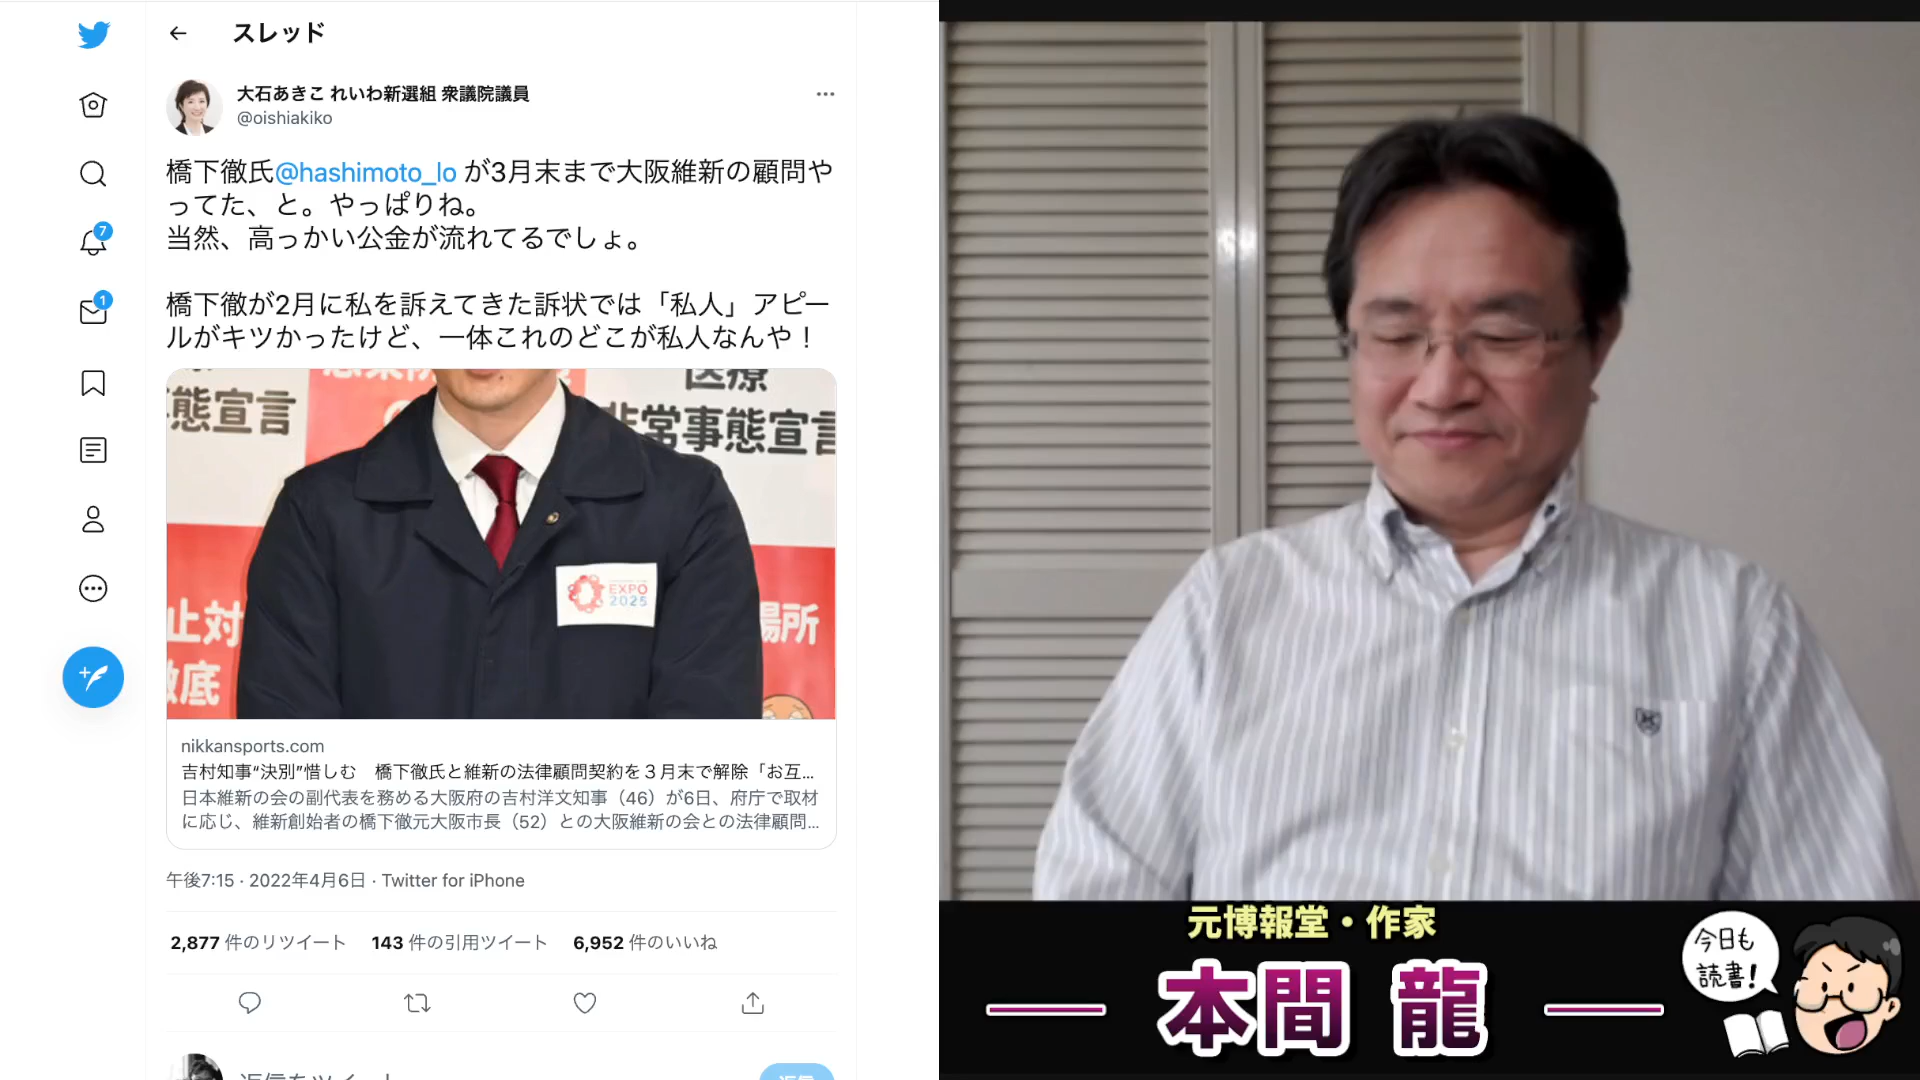 スレッド
大石あきこ れいわ新選組 衆議院議員
@oishiakiko
橋下徹氏@hashimoto_lo が3月末まで大阪維新の顧問や
ってた、と。やっぱりね。
当然、高っかい公金が流れてるでしょ。
橋下徹が2月に私を訴えてきた訴状では「私人」アピー
ルがキツかったけど、一体これのどこが私人なんや！
7
1
医療
態宣言
非常事態宣言
EXPO
2025
止対
場所
徹底
nikkansports.com
吉村知事“決別”惜しむ　橋下徹氏と維新の法律顧問契約を３月末で解除「お互...
日本維新の会の副代表を務める大阪府の吉村洋文知事（46）が6日、府庁で取材
に応じ、維新創始者の橋下徹元大阪市長（52）との大阪維新の会との法律顧問...
午後7:15 · 2022年4月6日 · Twitter for iPhone
2,877 件のリツイート 143 件の引用ツイート 6,952 件のいいね
返信をツイート
返信
元博報堂・作家
本間 龍
今日も
読書!